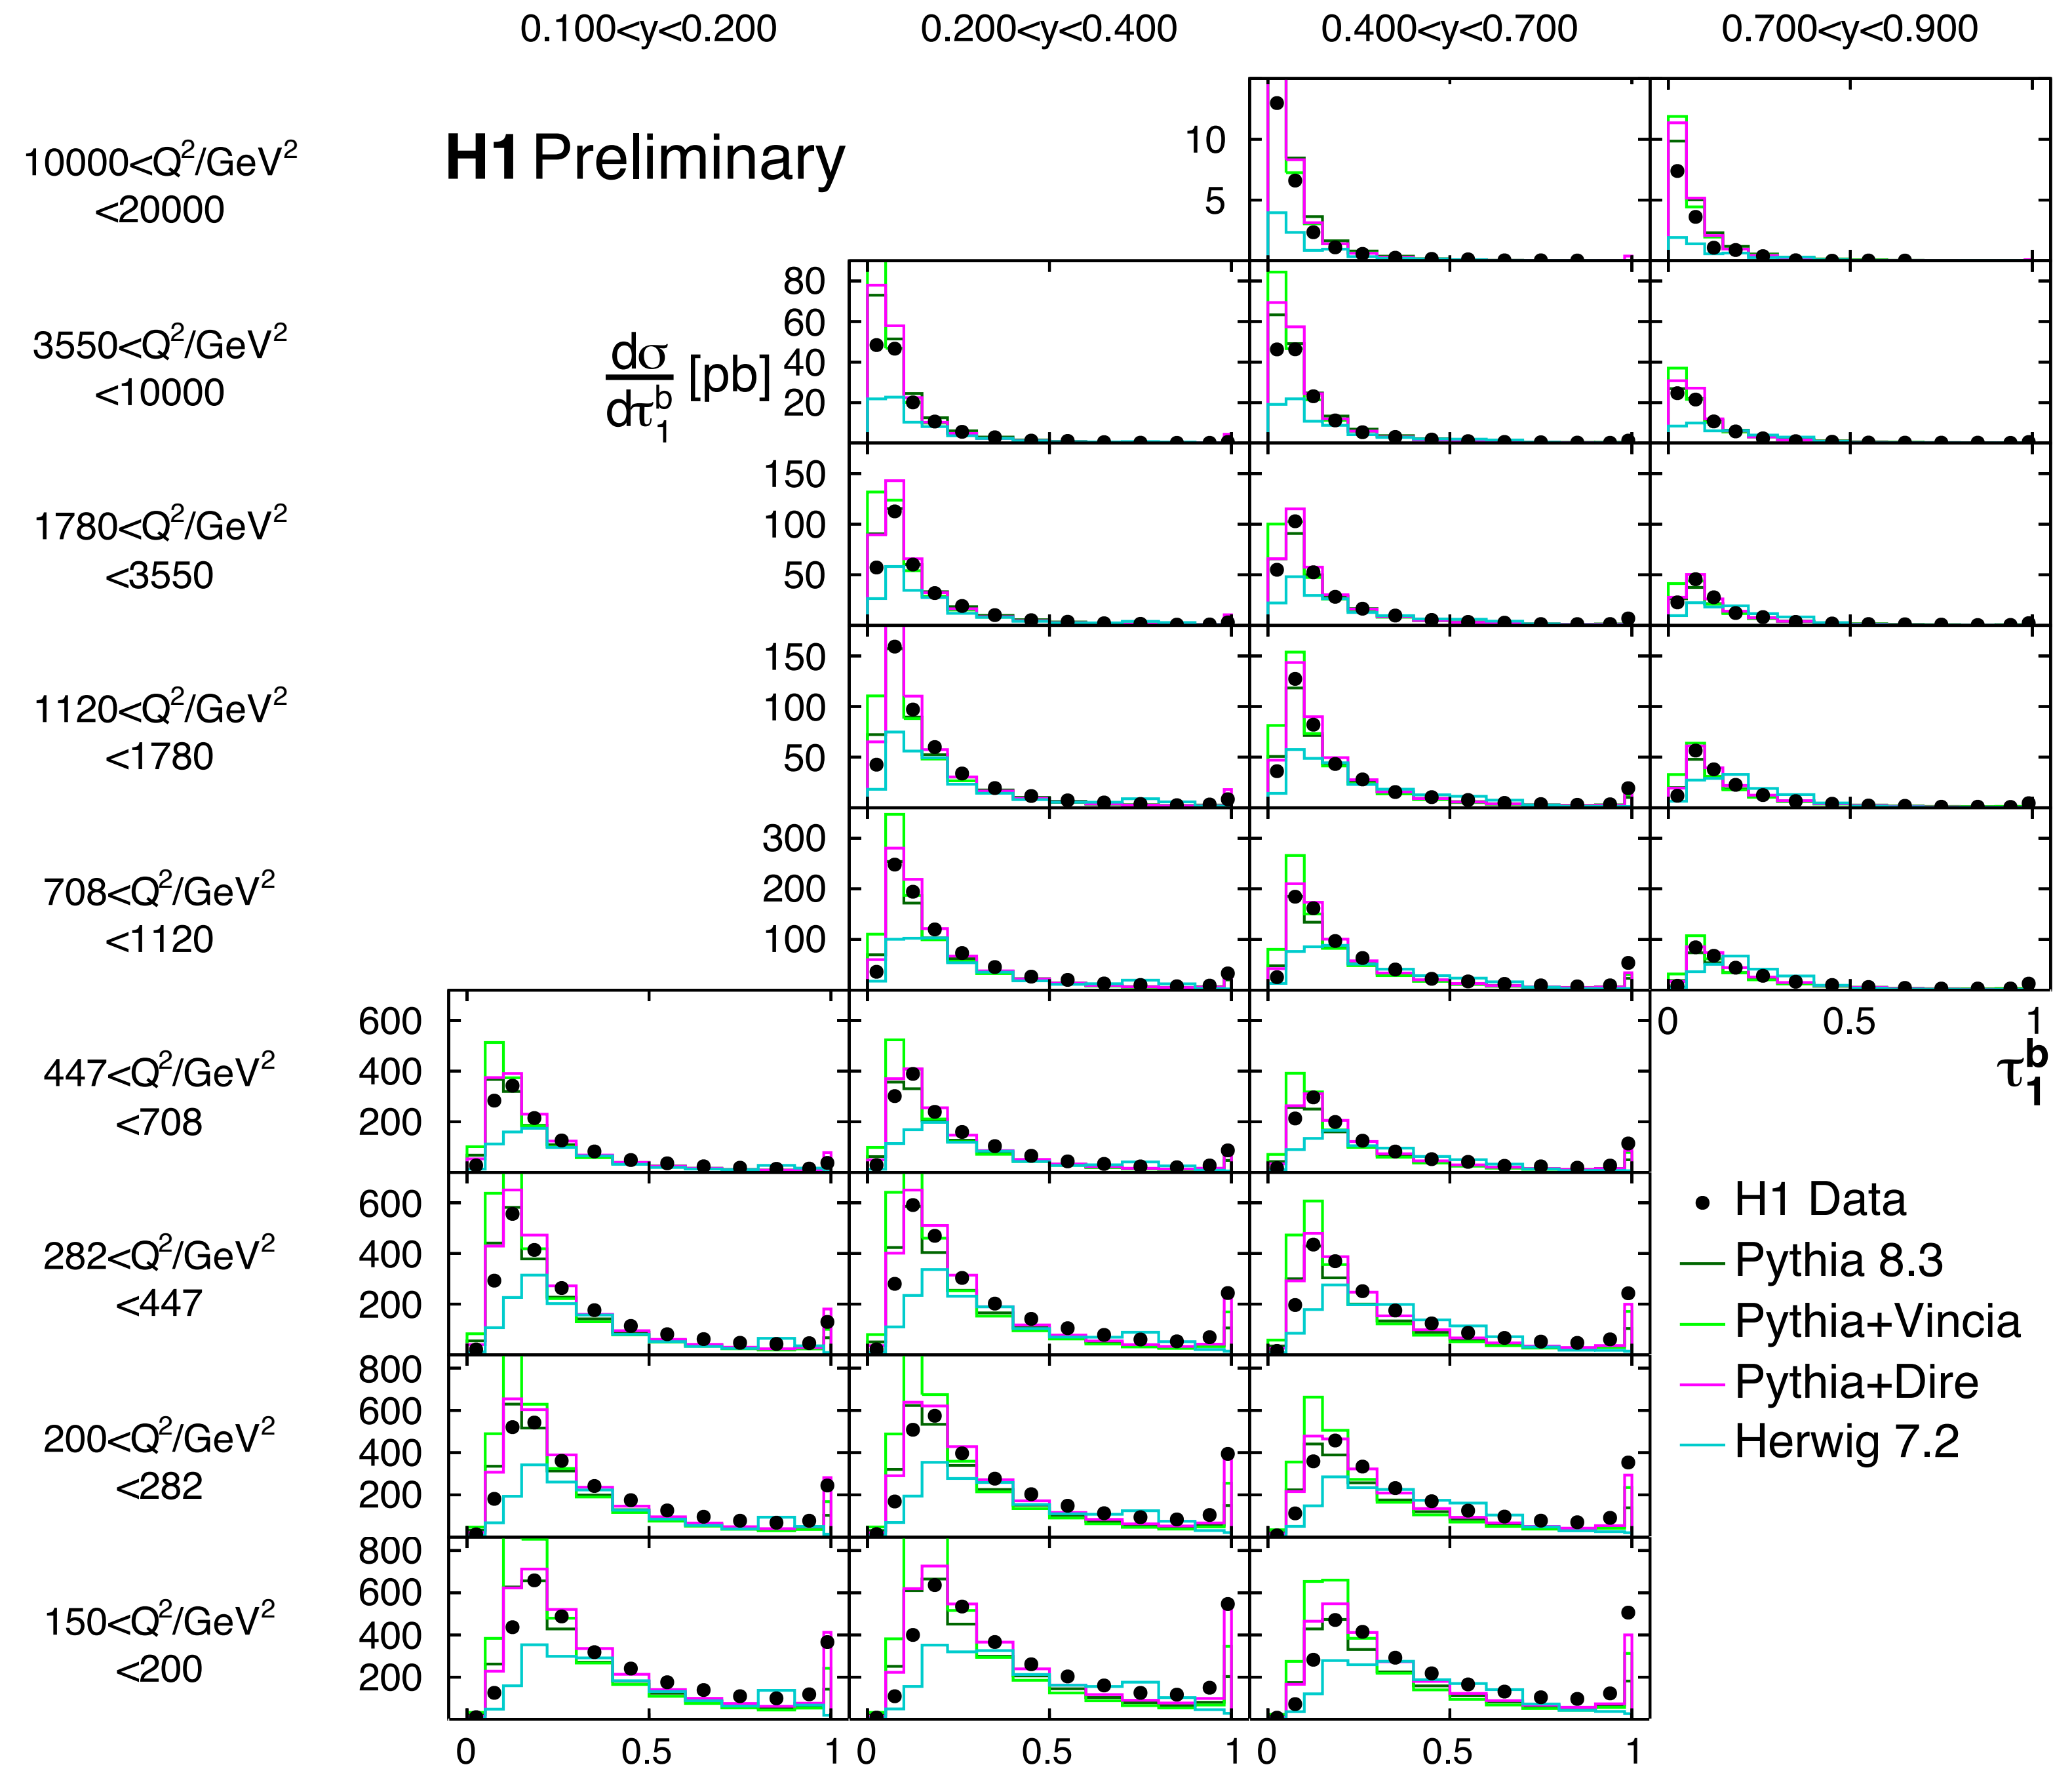 0.100<y<0.200 0.200<y<0.400 0.400<y<0.700 0.700<y<0.900
10000<Q²/GeV²
<20000
H1 Preliminary
10
5
3550<Q²/GeV²
<10000
dσ
dτ₁ᵇ
[pb]
80
60
40
20
1780<Q²/GeV²
<3550
150
100
50
1120<Q²/GeV²
<1780
150
100
50
708<Q²/GeV²
<1120
300
200
100
0 0.5 1
τ₁ᵇ
447<Q²/GeV²
<708
600
400
200
282<Q²/GeV²
<447
600
400
200
200<Q²/GeV²
<282
800
600
400
200
150<Q²/GeV²
<200
800
600
400
200
0 0.5 1 0 0.5 1 0 0.5 1
H1 Data
Pythia 8.3
Pythia+Vincia
Pythia+Dire
Herwig 7.2